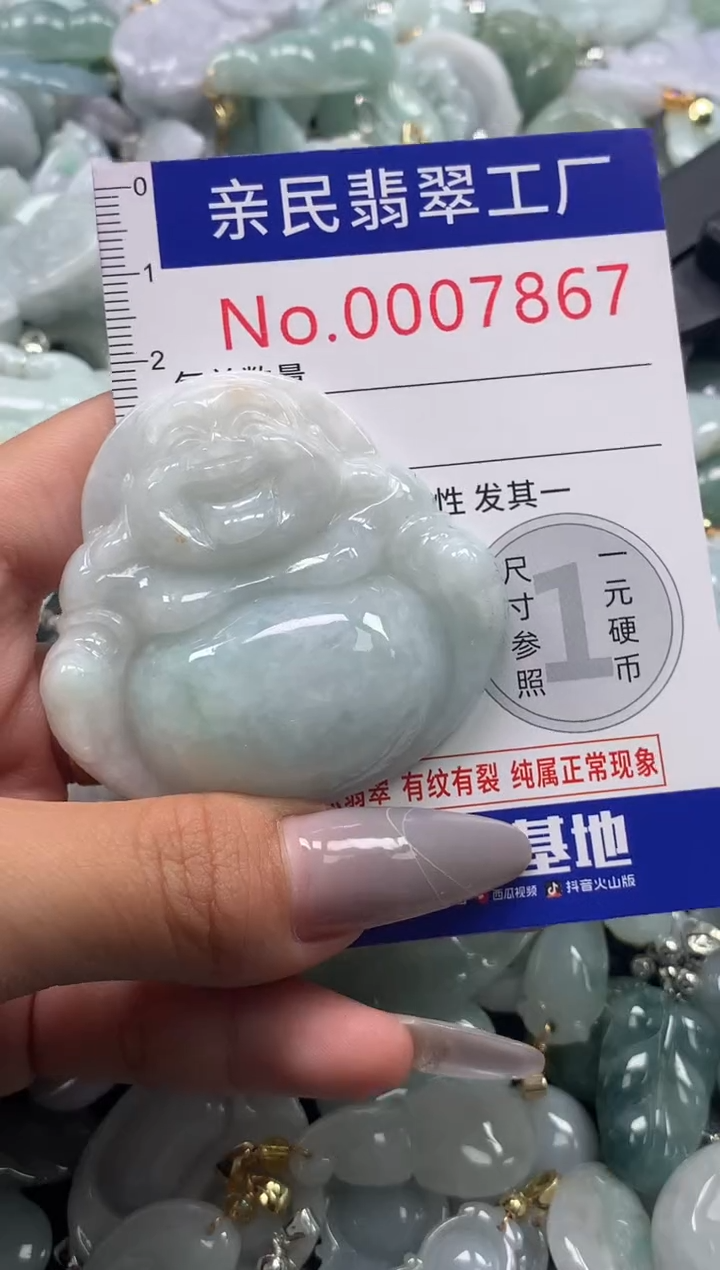 0
亲民翡翠工厂
1
No.0007867
2
性 发其一
尺寸参照
1
一元硬币
翡翠 有纹有裂 纯属正常现象
基地
西瓜视频 抖音火山版